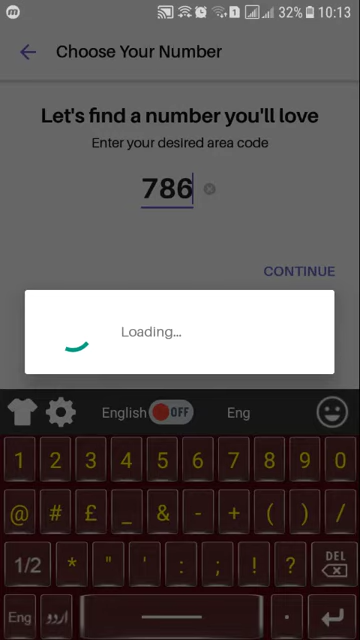 32% 10:13
Choose Your Number
Let's find a number you'll love
Enter your desired area code
786
CONTINUE
Loading...
English OFF Eng
1 2 3 4 5 6 7 8 9 0
@ # £ _ & - + ( ) /
1/2 * " ' : ; ! ? DEL
Eng اردو .